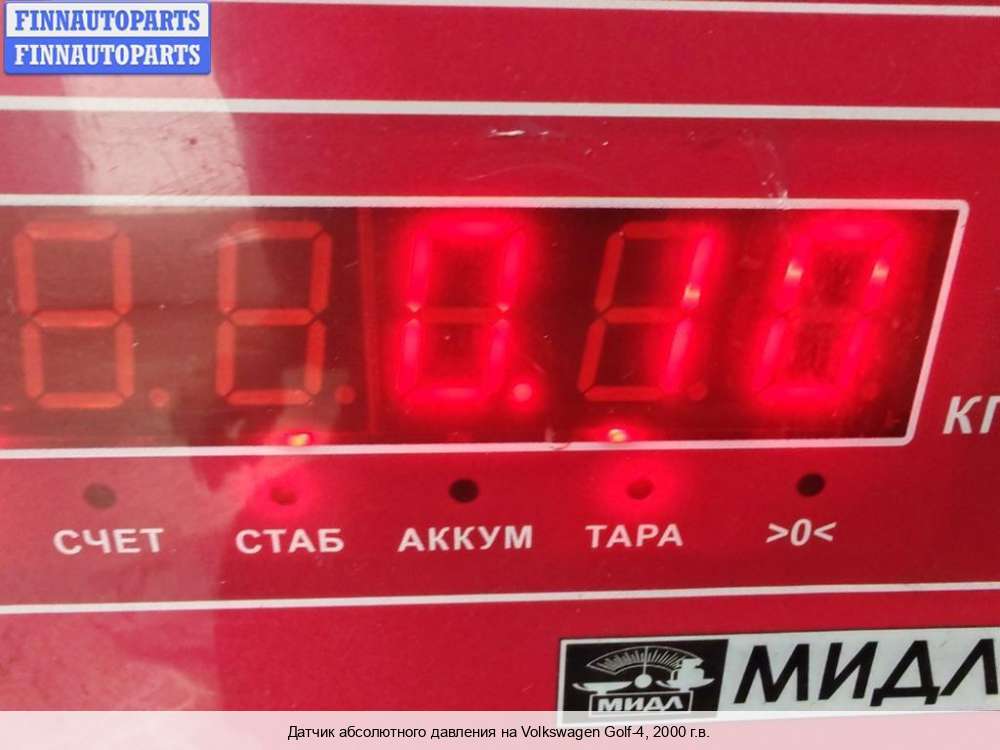 FINNAUTOPARTS
FINNAUTOPARTS
0.10
КГ
СЧЕТ СТАБ АККУМ ТАРА >0<
МИДЛ МИДЛ
Датчик абсолютного давления на Volkswagen Golf-4, 2000 г.в.